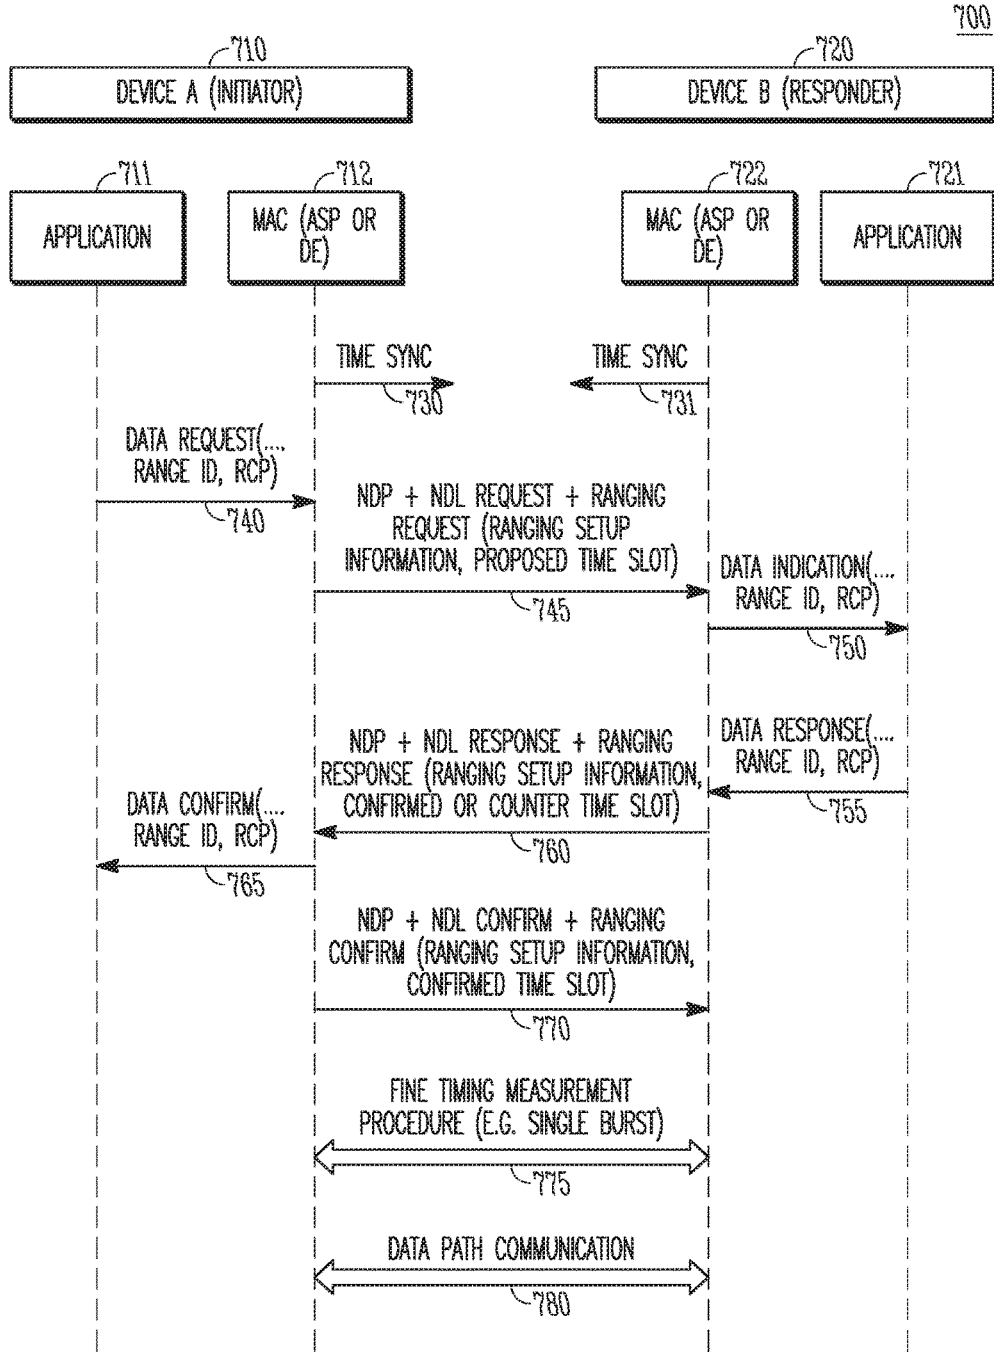 700
710
720
DEVICE A (INITIATOR)
DEVICE B (RESPONDER)
711
712
722
721
APPLICATION
MAC (ASP OR
DE)
MAC (ASP OR
DE)
APPLICATION
TIME SYNC
TIME SYNC
730
731
DATA REQUEST(....
RANGE ID, RCP)
740
NDP + NDL REQUEST + RANGING
REQUEST (RANGING SETUP
INFORMATION, PROPOSED TIME SLOT)
745
DATA INDICATION(....
RANGE ID, RCP)
750
DATA RESPONSE(....
RANGE ID, RCP)
755
NDP + NDL RESPONSE + RANGING
RESPONSE (RANGING SETUP INFORMATION,
CONFIRMED OR COUNTER TIME SLOT)
760
DATA CONFIRM(....
RANGE ID, RCP)
765
NDP + NDL CONFIRM + RANGING
CONFIRM (RANGING SETUP INFORMATION,
CONFIRMED TIME SLOT)
770
FINE TIMING MEASUREMENT
PROCEDURE (E.G. SINGLE BURST)
775
DATA PATH COMMUNICATION
780